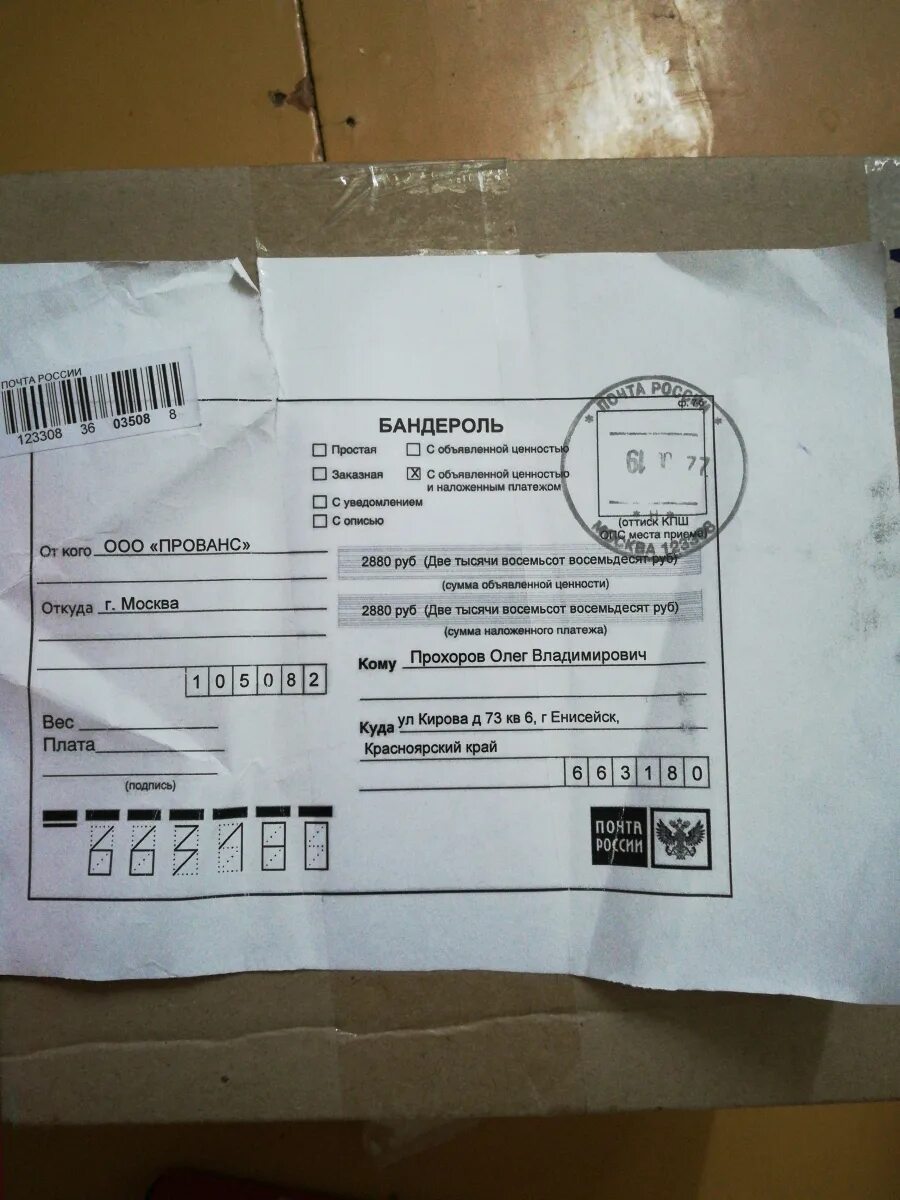 ПОЧТА РОССИИ
123308 36 03508 8
БАНДЕРОЛЬ
Простая
С объявленной ценностью
Заказная
X С объявленной ценностью
и наложенным платежом
С уведомлением
С описью
ПОЧТА РОССИИ
(оттиск КПШ
ОПС места приема)
МОСКВА
От кого ООО «ПРОВАНС»
Откуда г. Москва
105082
Вес
Плата
(подпись)
2880 руб (Две тысячи восемьсот восемьдесят руб)
(сумма объявленной ценности)
2880 руб (Две тысячи восемьсот восемьдесят руб)
(сумма наложенного платежа)
Кому Прохоров Олег Владимирович
Куда ул Кирова д 73 кв 6, г Енисейск,
Красноярский край
663180
663180
ПОЧТА
РОССИИ